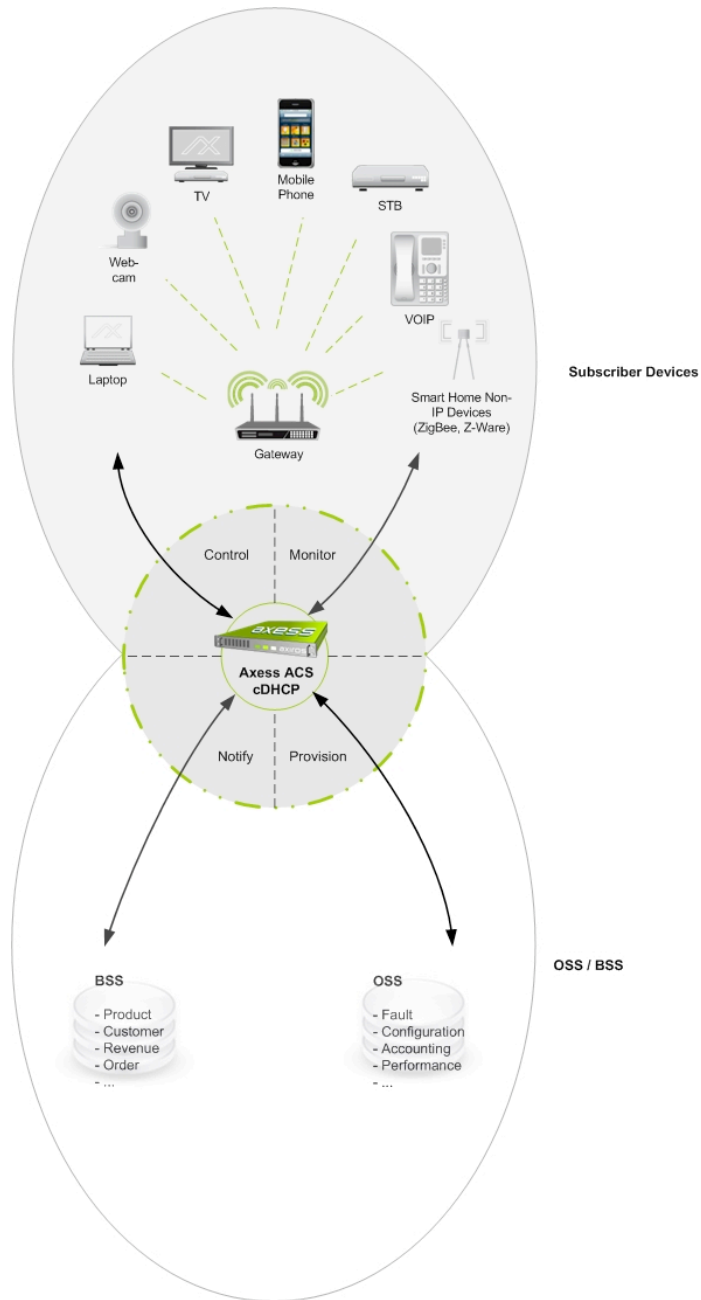 TV
Mobile
Phone
STB
Web-
cam
VOIP
Laptop
Subscriber Devices
Smart Home Non-
IP Devices
(ZigBee, Z-Ware)
Gateway
Control
Monitor
axess
axiros
Axess ACS
cDHCP
Notify
Provision
OSS / BSS
BSS
- Product
- Customer
- Revenue
- Order
- ...
OSS
- Fault
- Configuration
- Accounting
- Performance
- ...